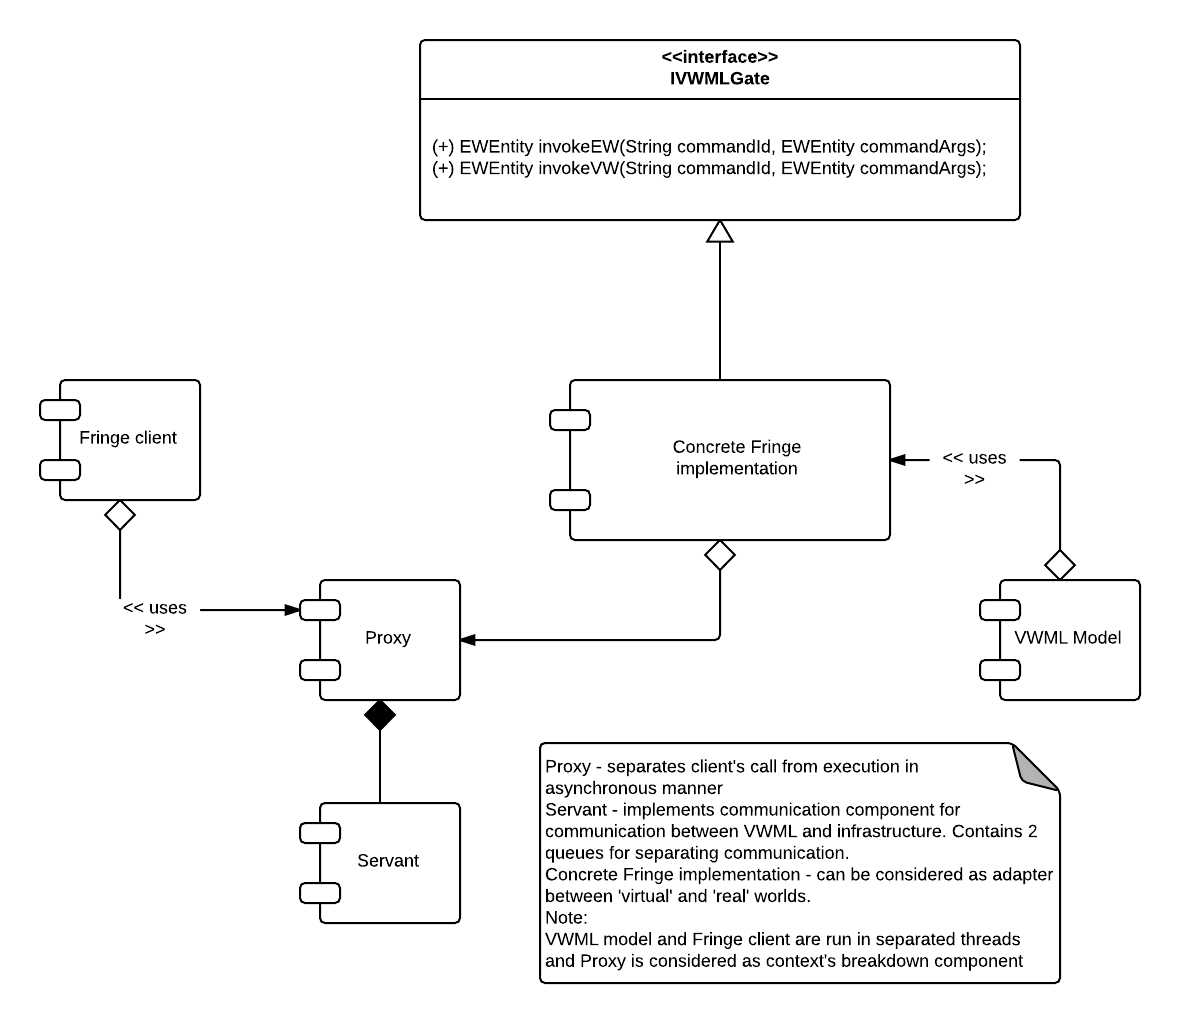 <<interface>>
IVWMLGate
(+) EWEntity invokeEW(String commandId, EWEntity commandArgs);
(+) EWEntity invokeVW(String commandId, EWEntity commandArgs);
Fringe client
Concrete Fringe
implementation
<< uses
>>
<< uses
>>
Proxy
VWML Model
Servant
Proxy - separates client's call from execution in
asynchronous manner
Servant - implements communication component for
communication between VWML and infrastructure. Contains 2
queues for separating communication.
Concrete Fringe implementation - can be considered as adapter
between 'virtual' and 'real' worlds.
Note:
VWML model and Fringe client are run in separated threads
and Proxy is considered as context's breakdown component